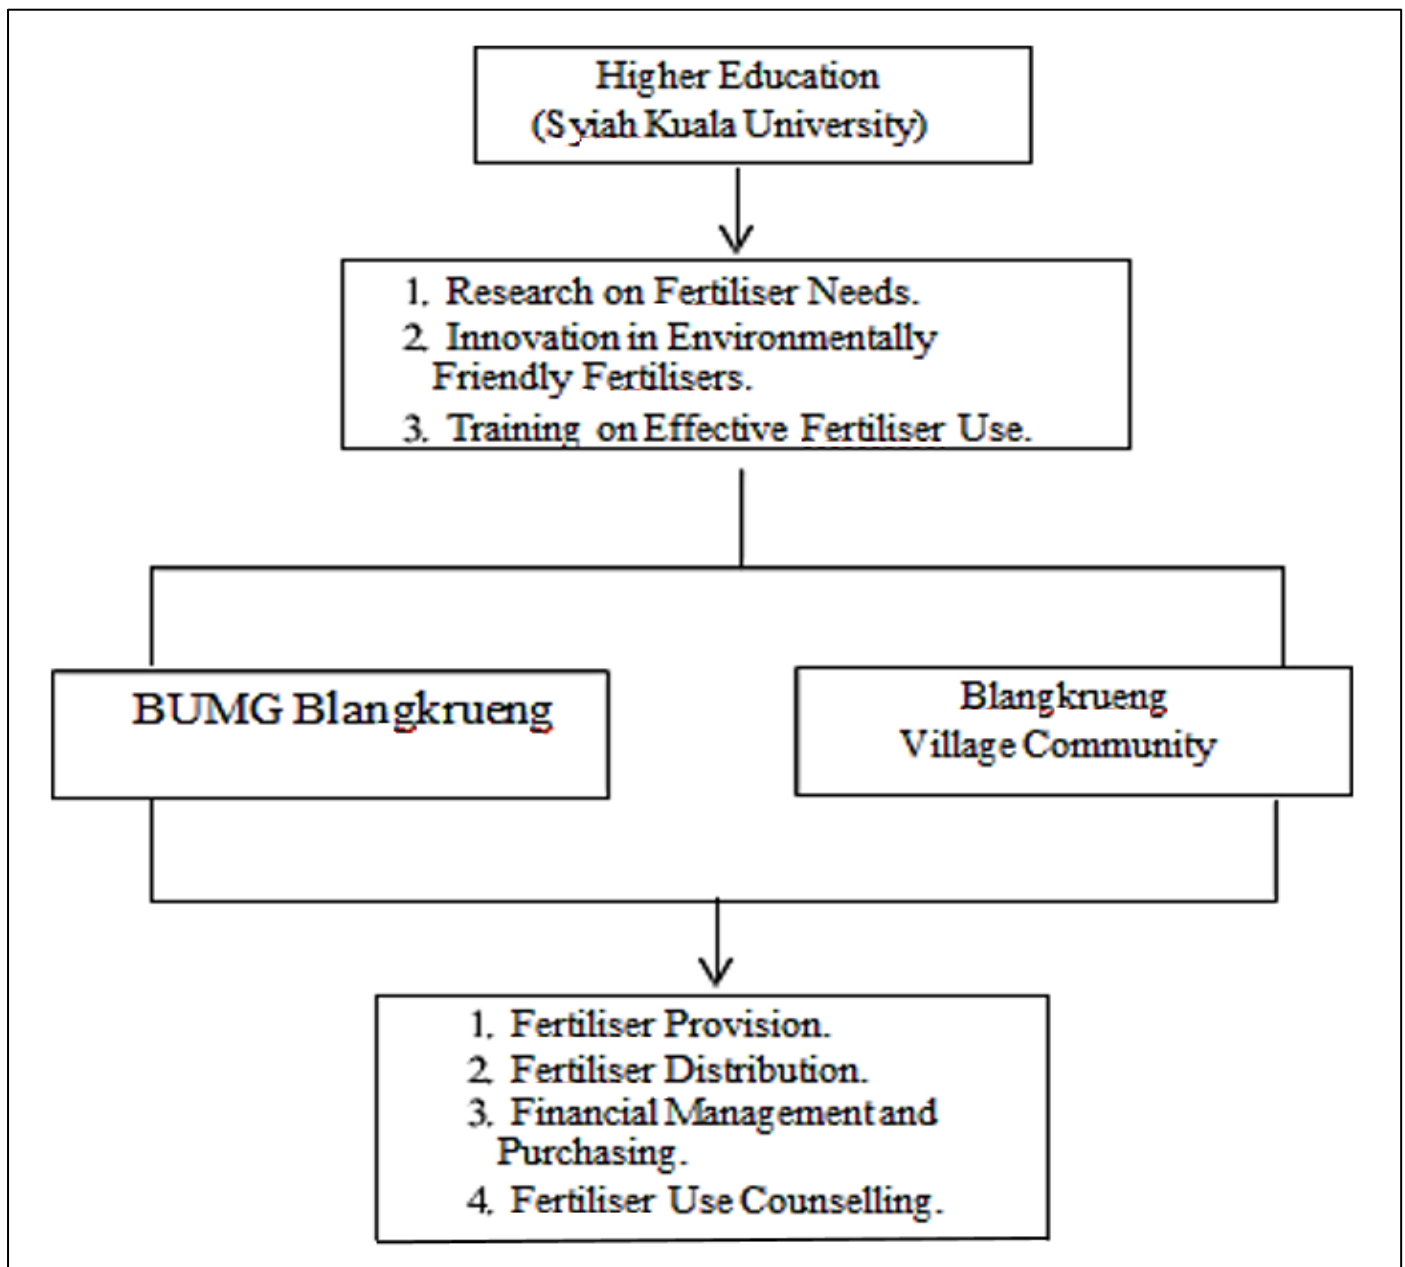 Higher Education
(Syiah Kuala University)
1. Research on Fertiliser Needs.
2. Innovation in Environmentally
Friendly Fertilisers.
3. Training on Effective Fertiliser Use.
BUMG Blangkrueng
Blangkrueng
Village Community
1. Fertiliser Provision.
2. Fertiliser Distribution.
3. Financial Management and
Purchasing.
4. Fertiliser Use Counselling.